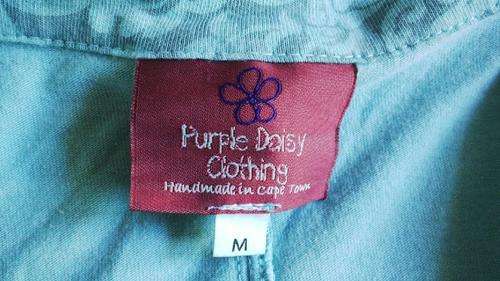 Purple Daisy
Clothing
Handmade in Cape Town
M